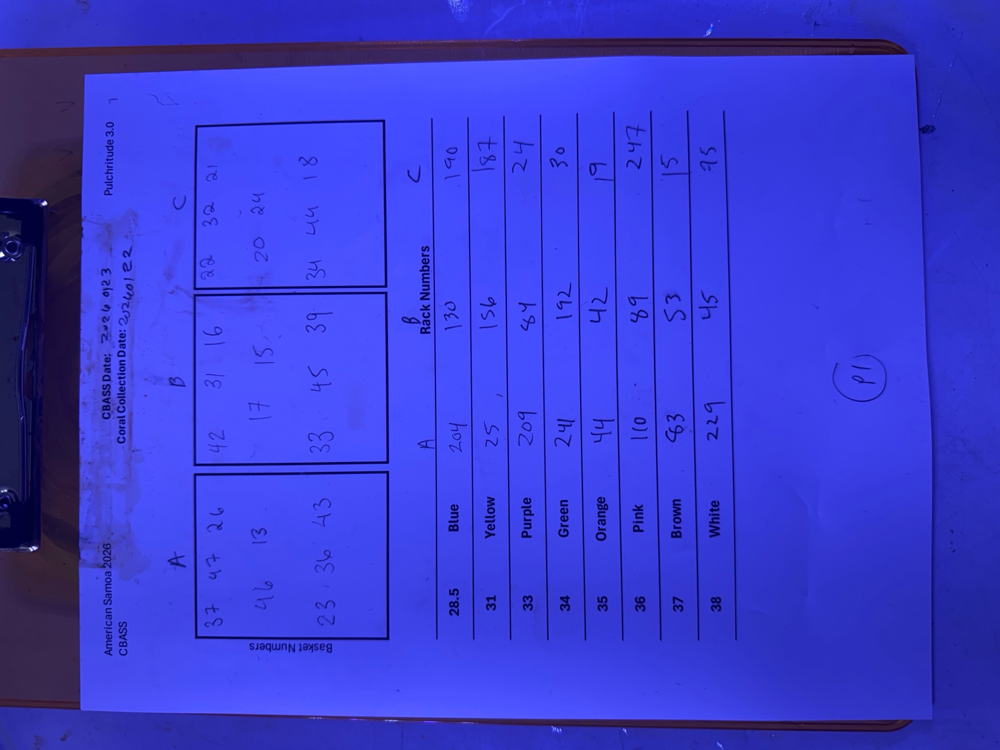 American Samoa 2026 CBASS Date: 2026 0123 Pulchritude 3.0
CBASS Coral Collection Date: 20240122
A B C
37 47 26 42 31 16 22 32 21
46 13 17 15 20 24
23 36 43 33 45 39 34 44 18
Basket Numbers
A B C
Rack Numbers
28.5 Blue 204 130 190
31 Yellow 25 156 187
33 Purple 209 84 24
34 Green 241 192 30
35 Orange 44 42 19
36 Pink 110 89 247
37 Brown 83 53 15
38 White 229 45
P1